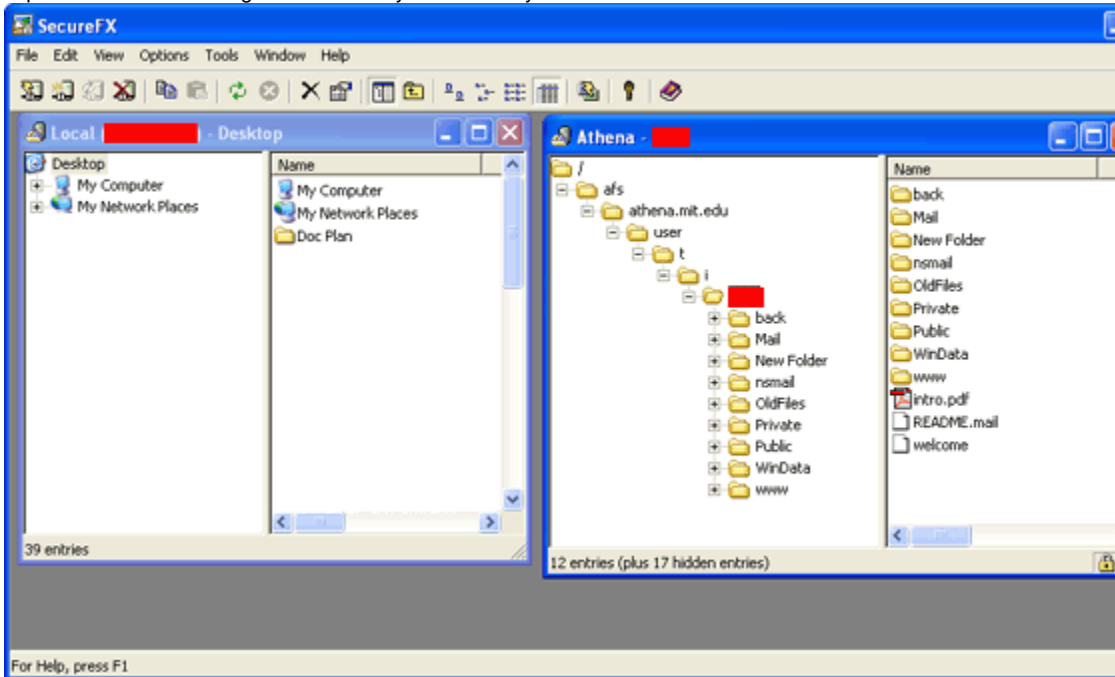 SecureFX
File Edit View Options Tools Window Help
Local ( ) - Desktop
Desktop
My Computer
My Network Places
Name
My Computer
My Network Places
Doc Plan
39 entries
Athena -
/
afs
athena.mit.edu
user
t
i
back
Mail
New Folder
nsmail
OldFiles
Private
Public
WinData
www
Name
back
Mail
New Folder
nsmail
OldFiles
Private
Public
WinData
www
intro.pdf
README.mail
welcome
12 entries (plus 17 hidden entries)
For Help, press F1